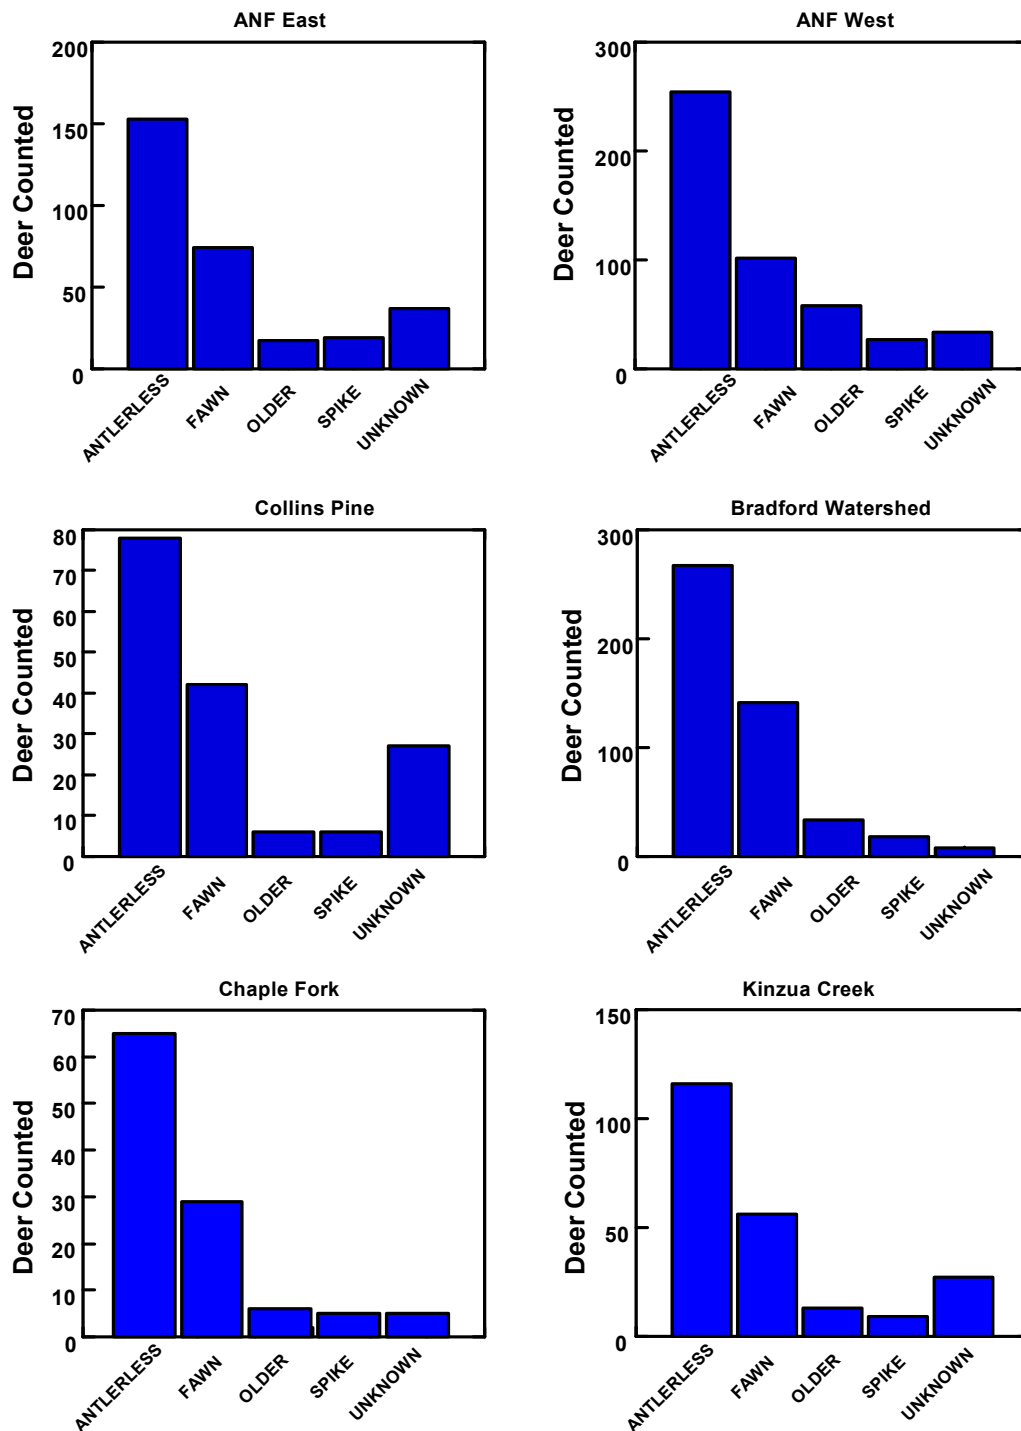 ANF East
200
150
100
50
0
Deer Counted
ANTLERLESS
FAWN
OLDER
SPIKE
UNKNOWN
ANF West
300
200
100
0
Deer Counted
ANTLERLESS
FAWN
OLDER
SPIKE
UNKNOWN
Collins Pine
80
70
60
50
40
30
20
10
0
Deer Counted
ANTLERLESS
FAWN
OLDER
SPIKE
UNKNOWN
Bradford Watershed
300
200
100
0
Deer Counted
ANTLERLESS
FAWN
OLDER
SPIKE
UNKNOWN
Chaple Fork
70
60
50
40
30
20
10
0
Deer Counted
ANTLERLESS
FAWN
OLDER
SPIKE
UNKNOWN
Kinzua Creek
150
100
50
0
Deer Counted
ANTLERLESS
FAWN
OLDER
SPIKE
UNKNOWN